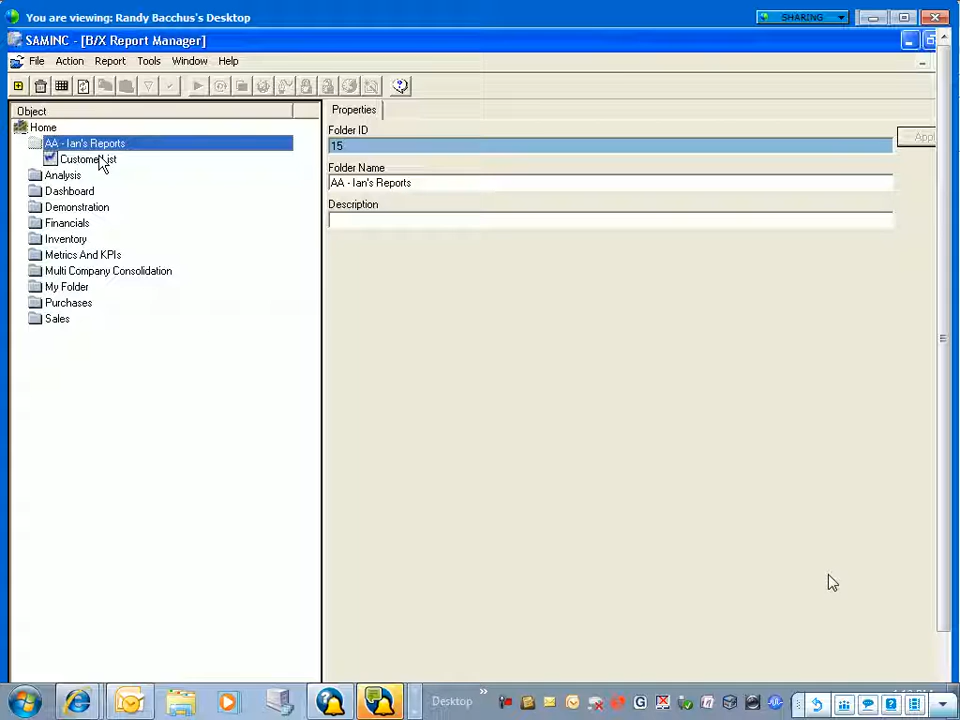 You are viewing: Randy Bacchus's Desktop
SHARING
SAMINC - [B/X Report Manager]
File Action Report Tools Window Help
Object
Home
AA - Ian's Reports
Analysis
Dashboard
Demonstration
Financials
Inventory
Metrics And KPIs
Multi Company Consolidation
My Folder
Purchases
Sales
Properties
Folder ID
15
Folder Name
AA - Ian's Reports
Description
Desktop